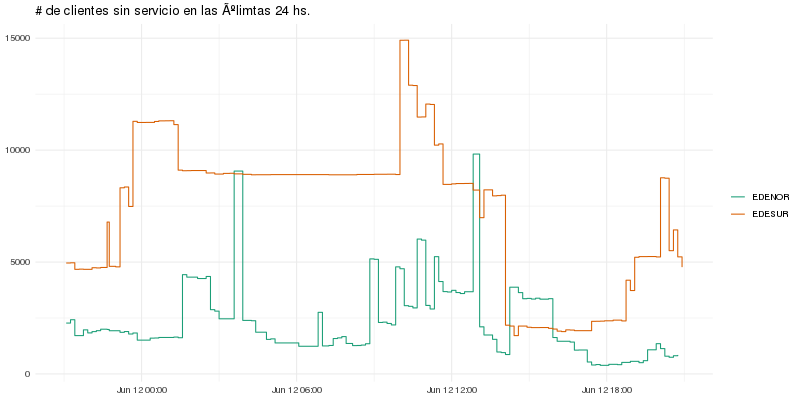 # de clientes sin servicio en las Ãºlimtas 24 hs.
15000
10000
5000
0
Jun 12 00:00
Jun 12 06:00
Jun 12 12:00
Jun 12 18:00
EDENOR
EDESUR